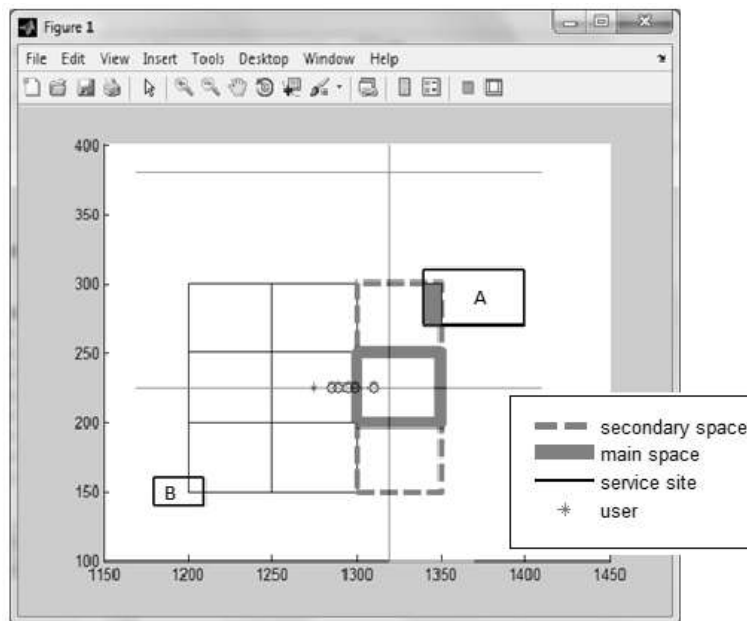 Figure 1
File Edit View Insert Tools Desktop Window Help
400
350
300
A
250
200
secondary space
main space
service site
user
150
B
100
1150 1200 1250 1300 1350 1400 1450